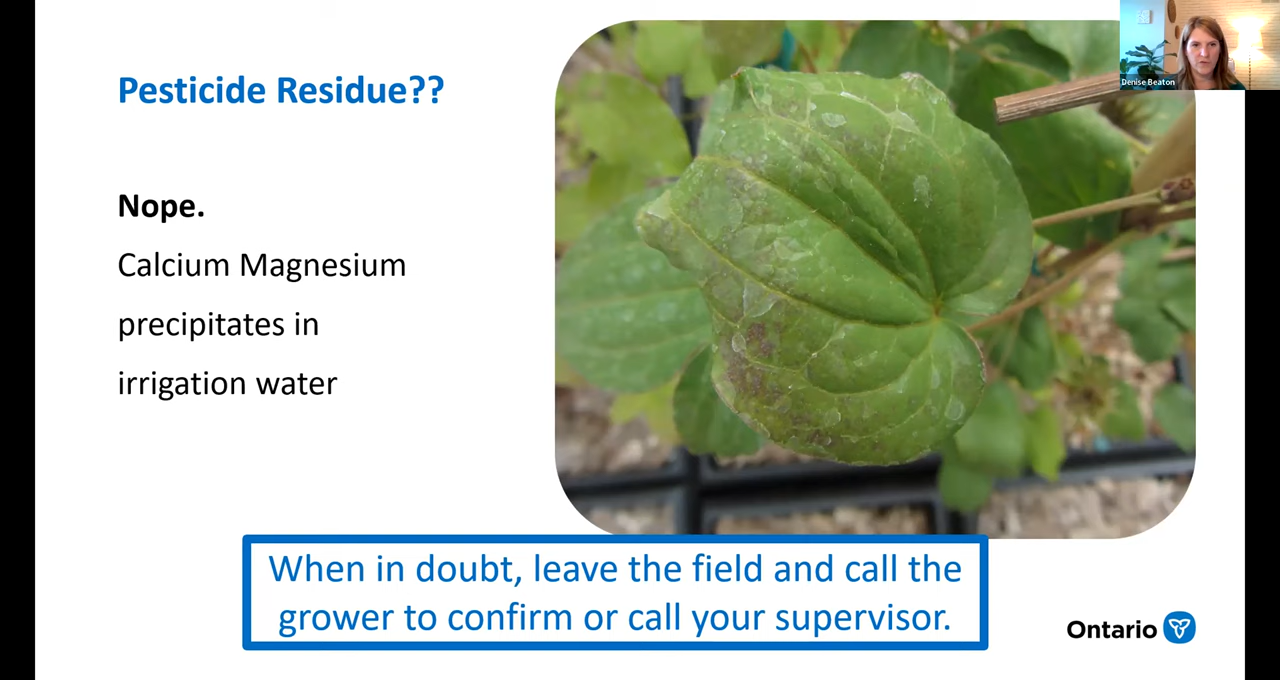 Pesticide Residue??
Denise Beaton
Nope.
Calcium Magnesium
precipitates in
irrigation water
When in doubt, leave the field and call the
grower to confirm or call your supervisor.
Ontario